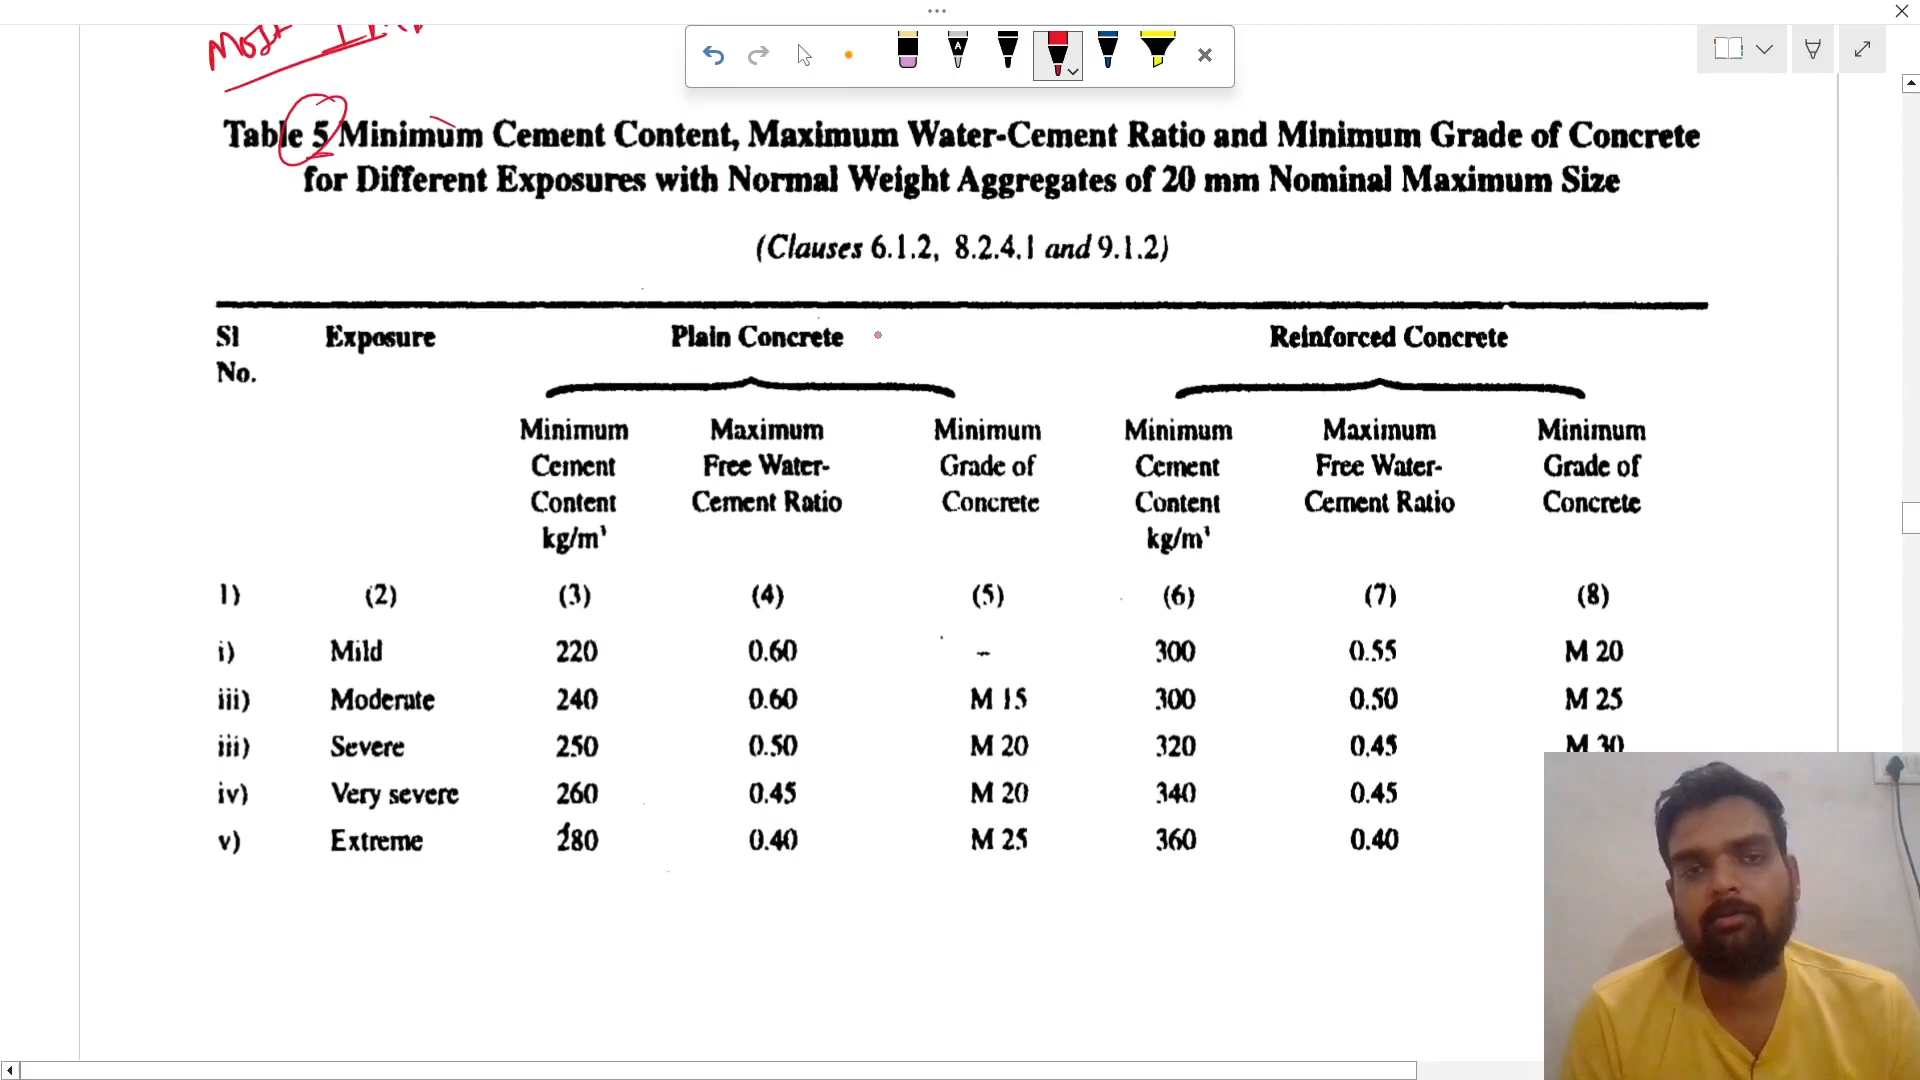 Most IMP
Table 5 Minimum Cement Content, Maximum Water-Cement Ratio and Minimum Grade of Concrete
for Different Exposures with Normal Weight Aggregates of 20 mm Nominal Maximum Size
(Clauses 6.1.2, 8.2.4.1 and 9.1.2)
Sl No. Exposure Plain Concrete Reinforced Concrete
Minimum Maximum Minimum Minimum Maximum Minimum
Cement Free Water- Grade of Cement Free Water- Grade of
Content Cement Ratio Concrete Content Cement Ratio Concrete
kg/m³ kg/m³
1) (2) (3) (4) (5) (6) (7) (8)
i) Mild 220 0.60 – 300 0.55 M 20
iii) Moderate 240 0.60 M 15 300 0.50 M 25
iii) Severe 250 0.50 M 20 320 0.45 M 30
iv) Very severe 260 0.45 M 20 340 0.45
v) Extreme 280 0.40 M 25 360 0.40